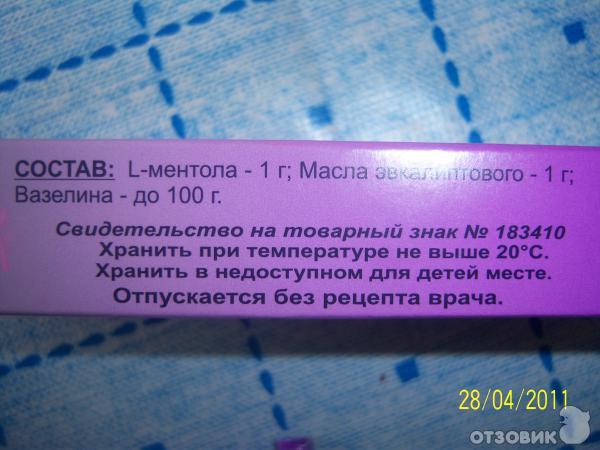 СОСТАВ: L-ментола - 1 г; Масла эвкалиптового - 1 г;
Вазелина - до 100 г.
Свидетельство на товарный знак № 183410
Хранить при температуре не выше 20°С.
Хранить в недоступном для детей месте.
Отпускается без рецепта врача.
28/04/2011
ОТЗОВИК